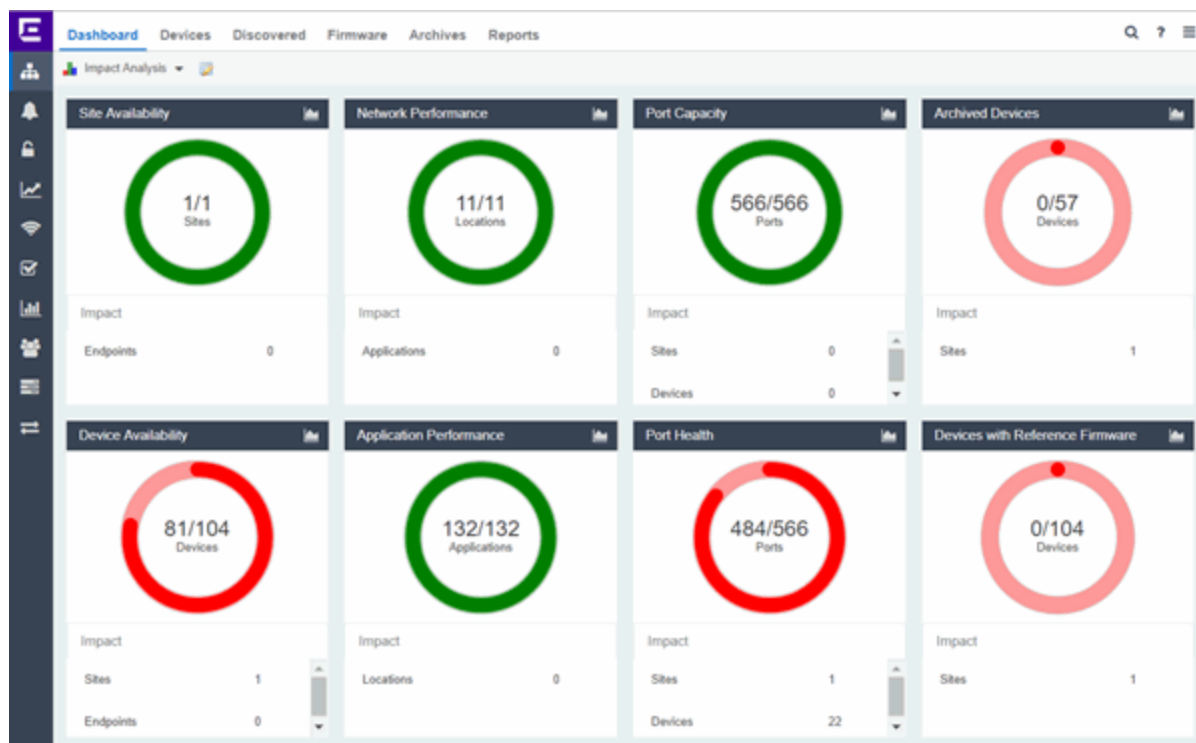 Dashboard Devices Discovered Firmware Archives Reports ?
Impact Analysis
Site Availability
1/1
Sites
Impact
Endpoints 0
Network Performance
11/11
Locations
Impact
Applications 0
Port Capacity
566/566
Ports
Impact
Sites 0
Devices 0
Archived Devices
0/57
Devices
Impact
Sites 1
Device Availability
81/104
Devices
Impact
Sites 1
Endpoints 0
Application Performance
132/132
Applications
Impact
Locations 0
Port Health
484/566
Ports
Impact
Sites 1
Devices 22
Devices with Reference Firmware
0/104
Devices
Impact
Sites 1